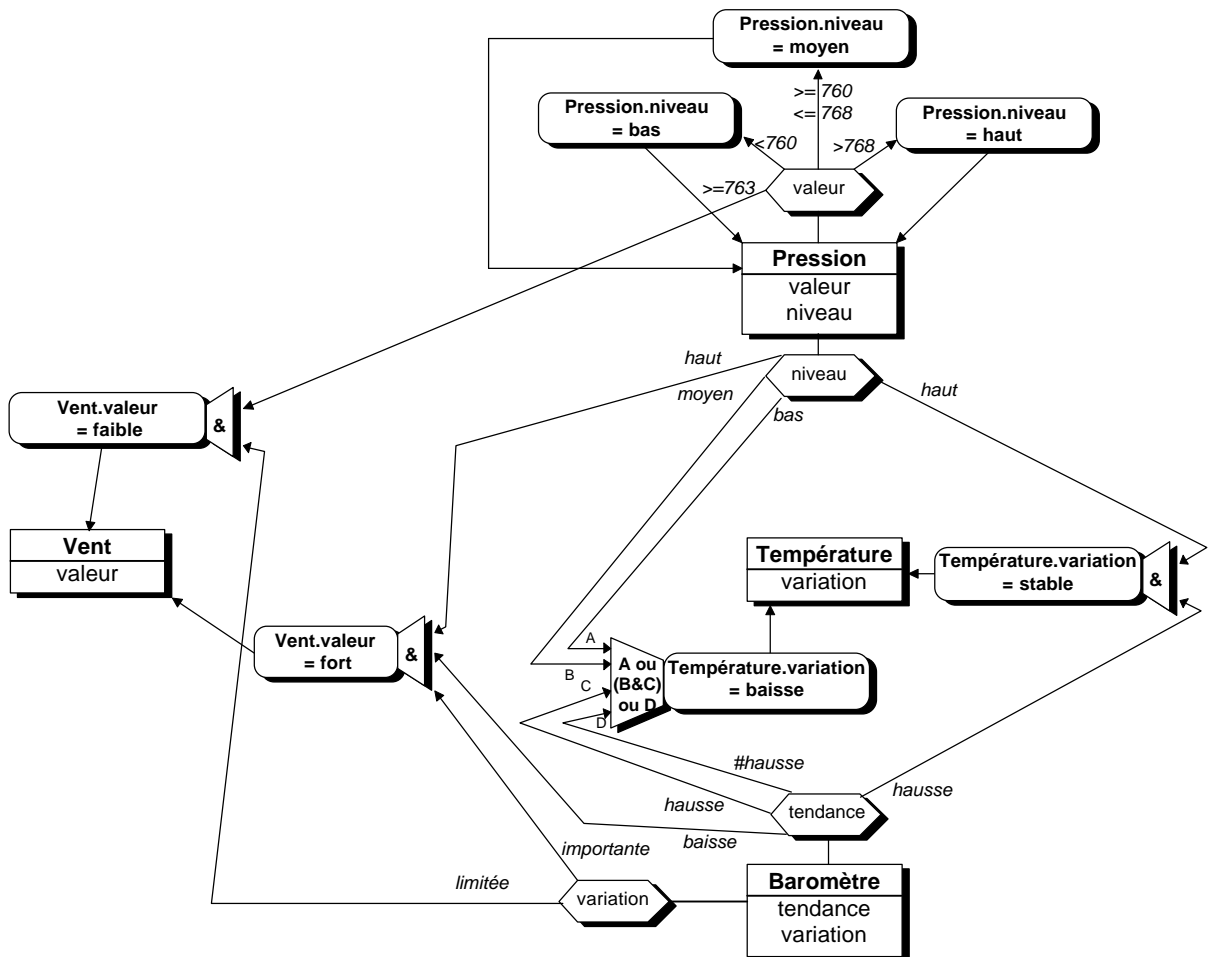 Pression.niveau
= moyen
>= 760
<= 768
Pression.niveau
= bas
Pression.niveau
= haut
<760
>768
>=763
valeur
Pression
valeur
niveau
haut
niveau
haut
moyen
bas
Vent.valeur
= faible
&
Vent
valeur
Température
variation
Température.variation
= stable
&
Vent.valeur
= fort
&
A
B
C
D
A ou
(B&C)
ou D
Température.variation
= baisse
#hausse
hausse
tendance
hausse
baisse
importante
limitée
variation
Baromètre
tendance
variation